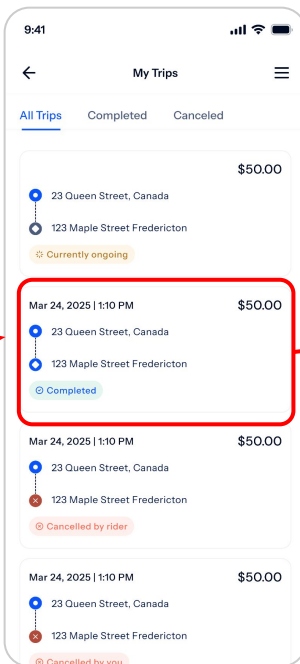 9:41
My Trips
All Trips Completed Canceled
$50.00
23 Queen Street, Canada
123 Maple Street Fredericton
Currently ongoing
Mar 24, 2025 | 1:10 PM $50.00
23 Queen Street, Canada
123 Maple Street Fredericton
Completed
Mar 24, 2025 | 1:10 PM $50.00
23 Queen Street, Canada
123 Maple Street Fredericton
Cancelled by rider
Mar 24, 2025 | 1:10 PM $50.00
23 Queen Street, Canada
123 Maple Street Fredericton
Cancelled by you